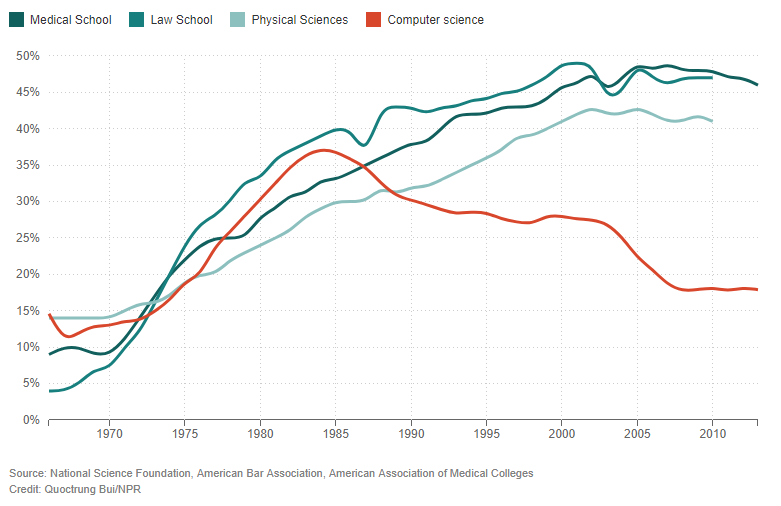 Medical School Law School Physical Sciences Computer science
50%
45%
40%
35%
30%
25%
20%
15%
10%
5%
0%
1970 1975 1980 1985 1990 1995 2000 2005 2010
Source: National Science Foundation, American Bar Association, American Association of Medical Colleges
Credit: Quoctrung Bui/NPR